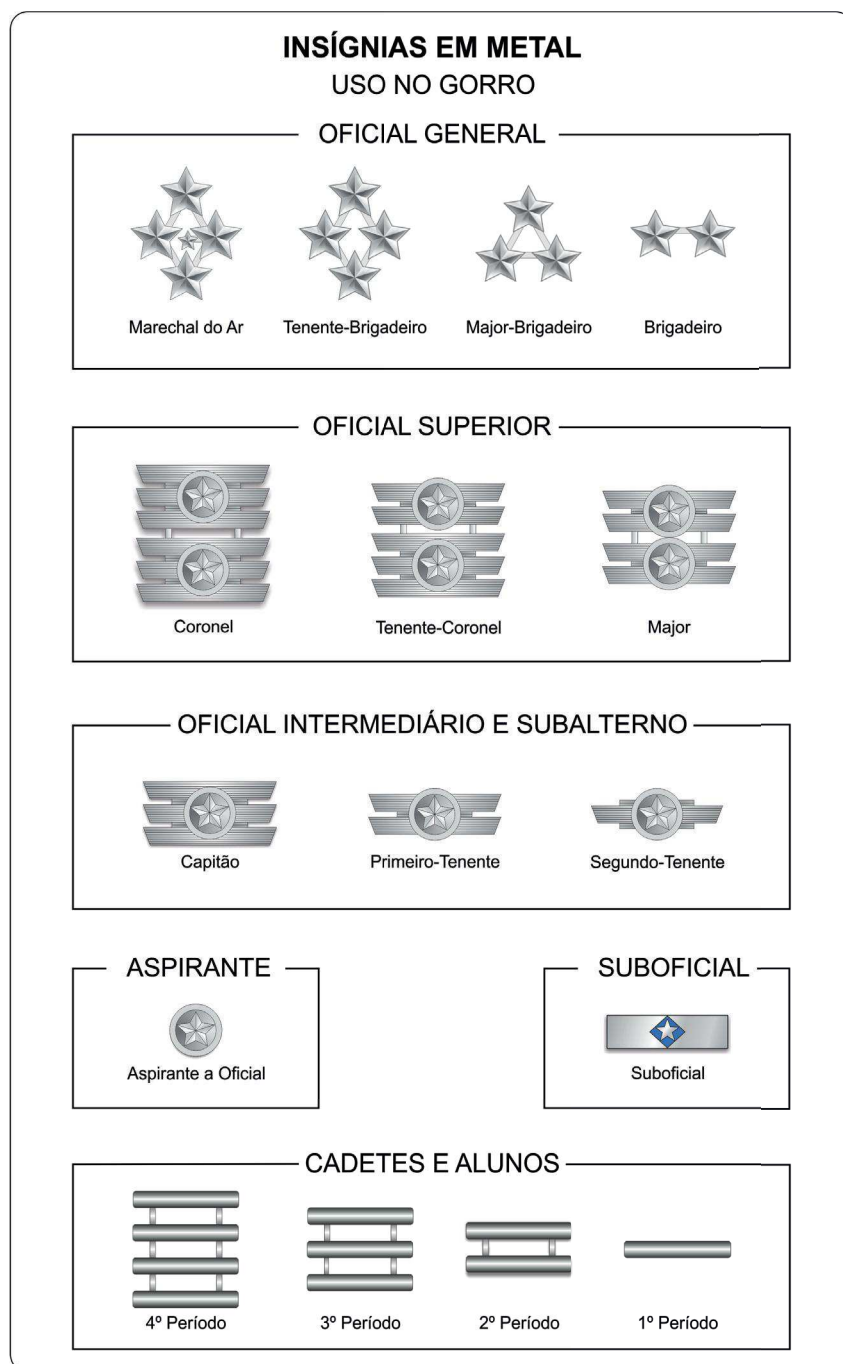 INSÍGNIAS EM METAL
USO NO GORRO
OFICIAL GENERAL
Marechal do Ar Tenente-Brigadeiro Major-Brigadeiro Brigadeiro
OFICIAL SUPERIOR
Coronel Tenente-Coronel Major
OFICIAL INTERMEDIÁRIO E SUBALTERNO
Capitão Primeiro-Tenente Segundo-Tenente
ASPIRANTE SUBOFICIAL
Aspirante a Oficial Suboficial
CADETES E ALUNOS
4º Período 3º Período 2º Período 1º Período